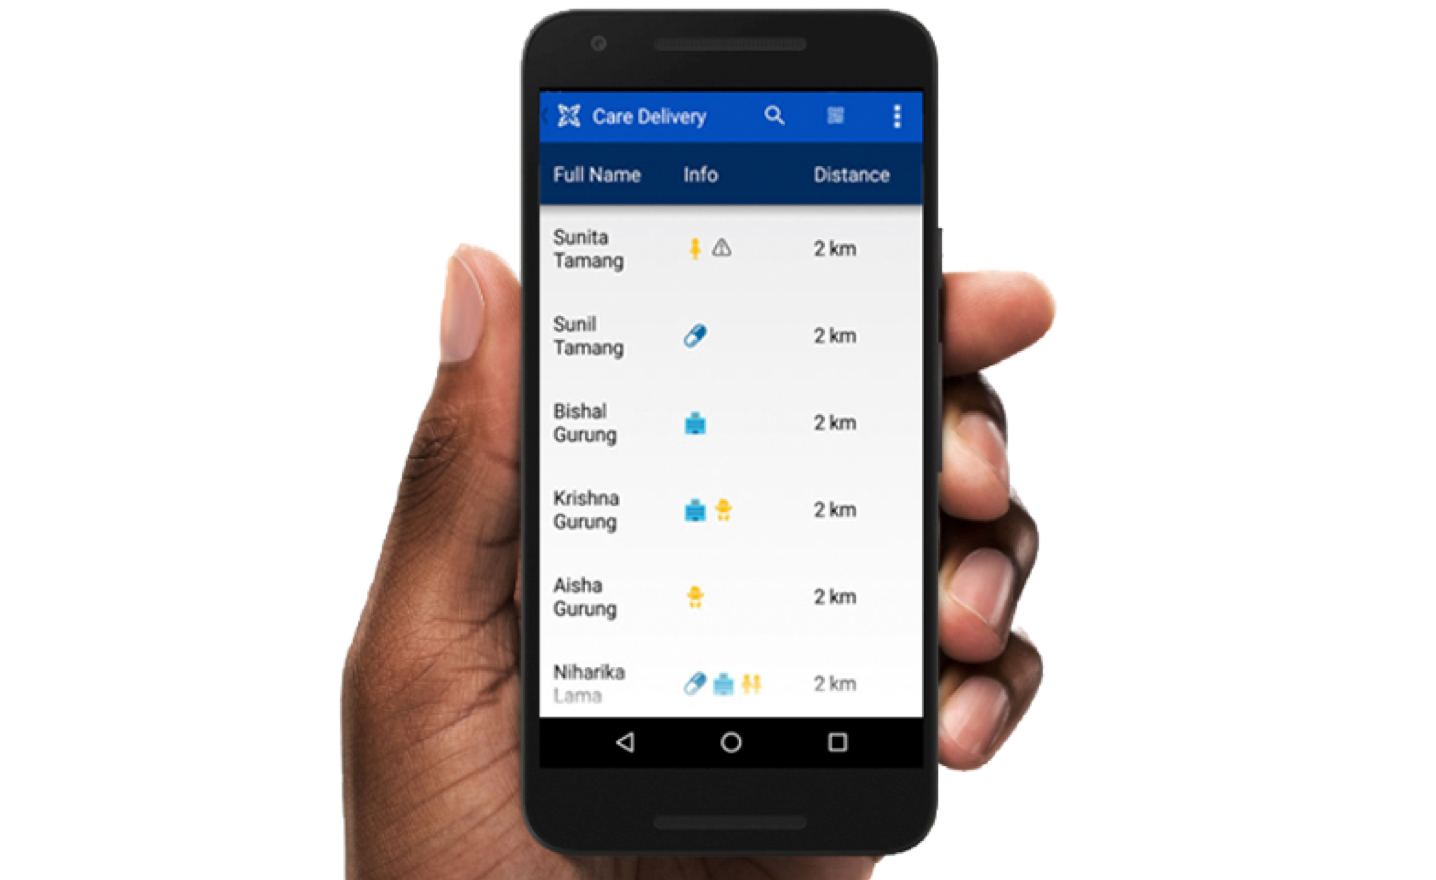 Care Delivery
Full Name Info Distance
Sunita
Tamang
2 km
Sunil
Tamang
2 km
Bishal
Gurung
2 km
Krishna
Gurung
2 km
Aisha
Gurung
2 km
Niharika
Lama
2 km